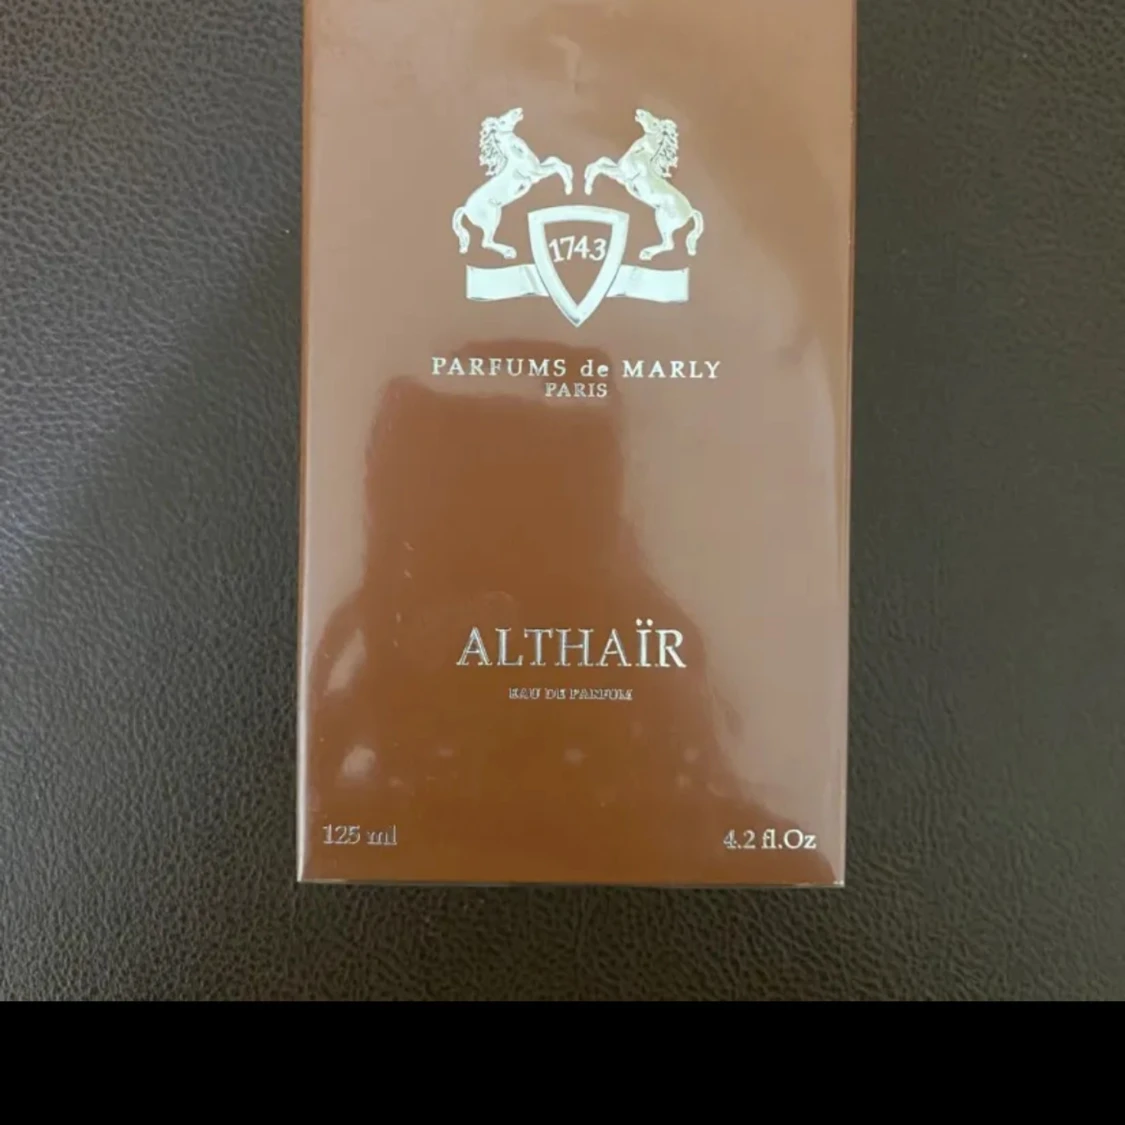 1743
PARFUMS de MARLY
PARIS
ALTHAÏR
EAU DE PARFUM
125 ml
4.2 fl.Oz